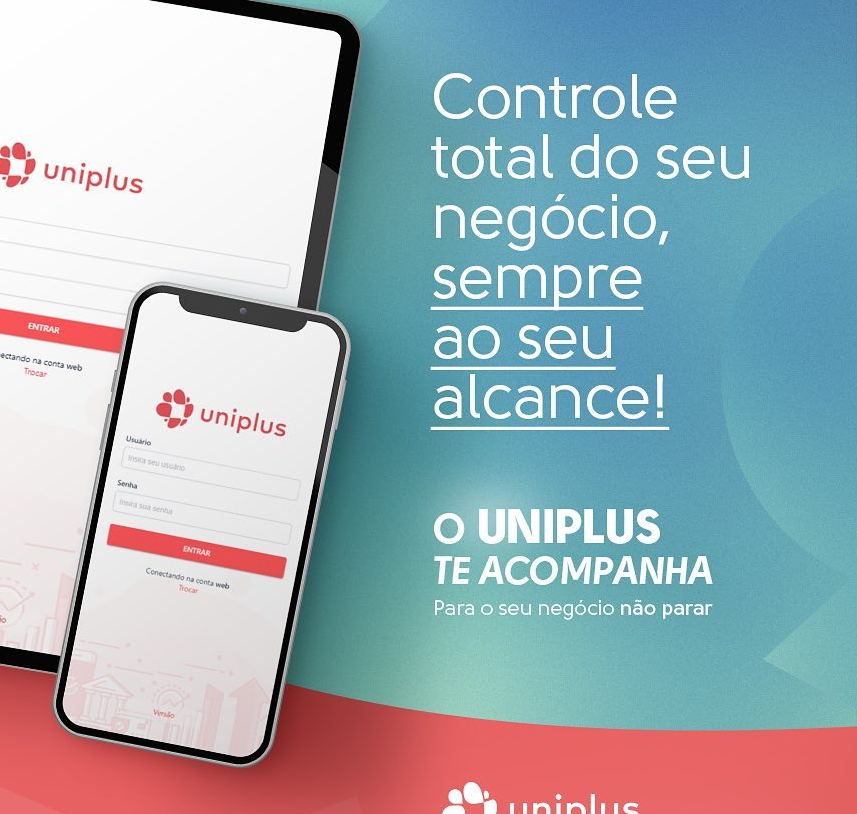 uniplus
ENTRAR
Conectando na conta web
Trocar
uniplus
Usuário
Insira seu usuário
Senha
Insira sua senha
ENTRAR
Conectando na conta web
Trocar
Versão
Controle
total do seu
negócio,
sempre
ao seu
alcance!
O UNIPLUS
TE ACOMPANHA
Para o seu negócio não parar
uniplus